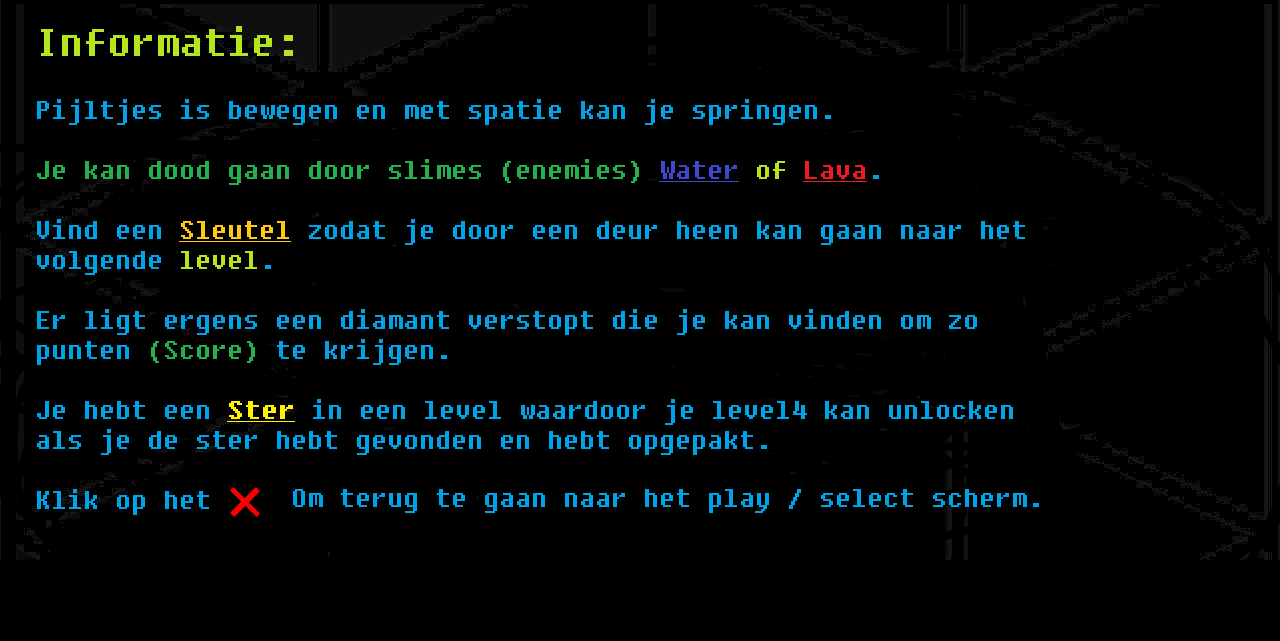 Informatie:
Pijltjes is bewegen en met spatie kan je springen.
Je kan dood gaan door slimes (enemies) Water of Lava.
Vind een Sleutel zodat je door een deur heen kan gaan naar het
volgende level.
Er ligt ergens een diamant verstopt die je kan vinden om zo
punten (Score) te krijgen.
Je hebt een Ster in een level waardoor je level4 kan unlocken
als je de ster hebt gevonden en hebt opgepakt.
Klik op het ❌ Om terug te gaan naar het play / select scherm.